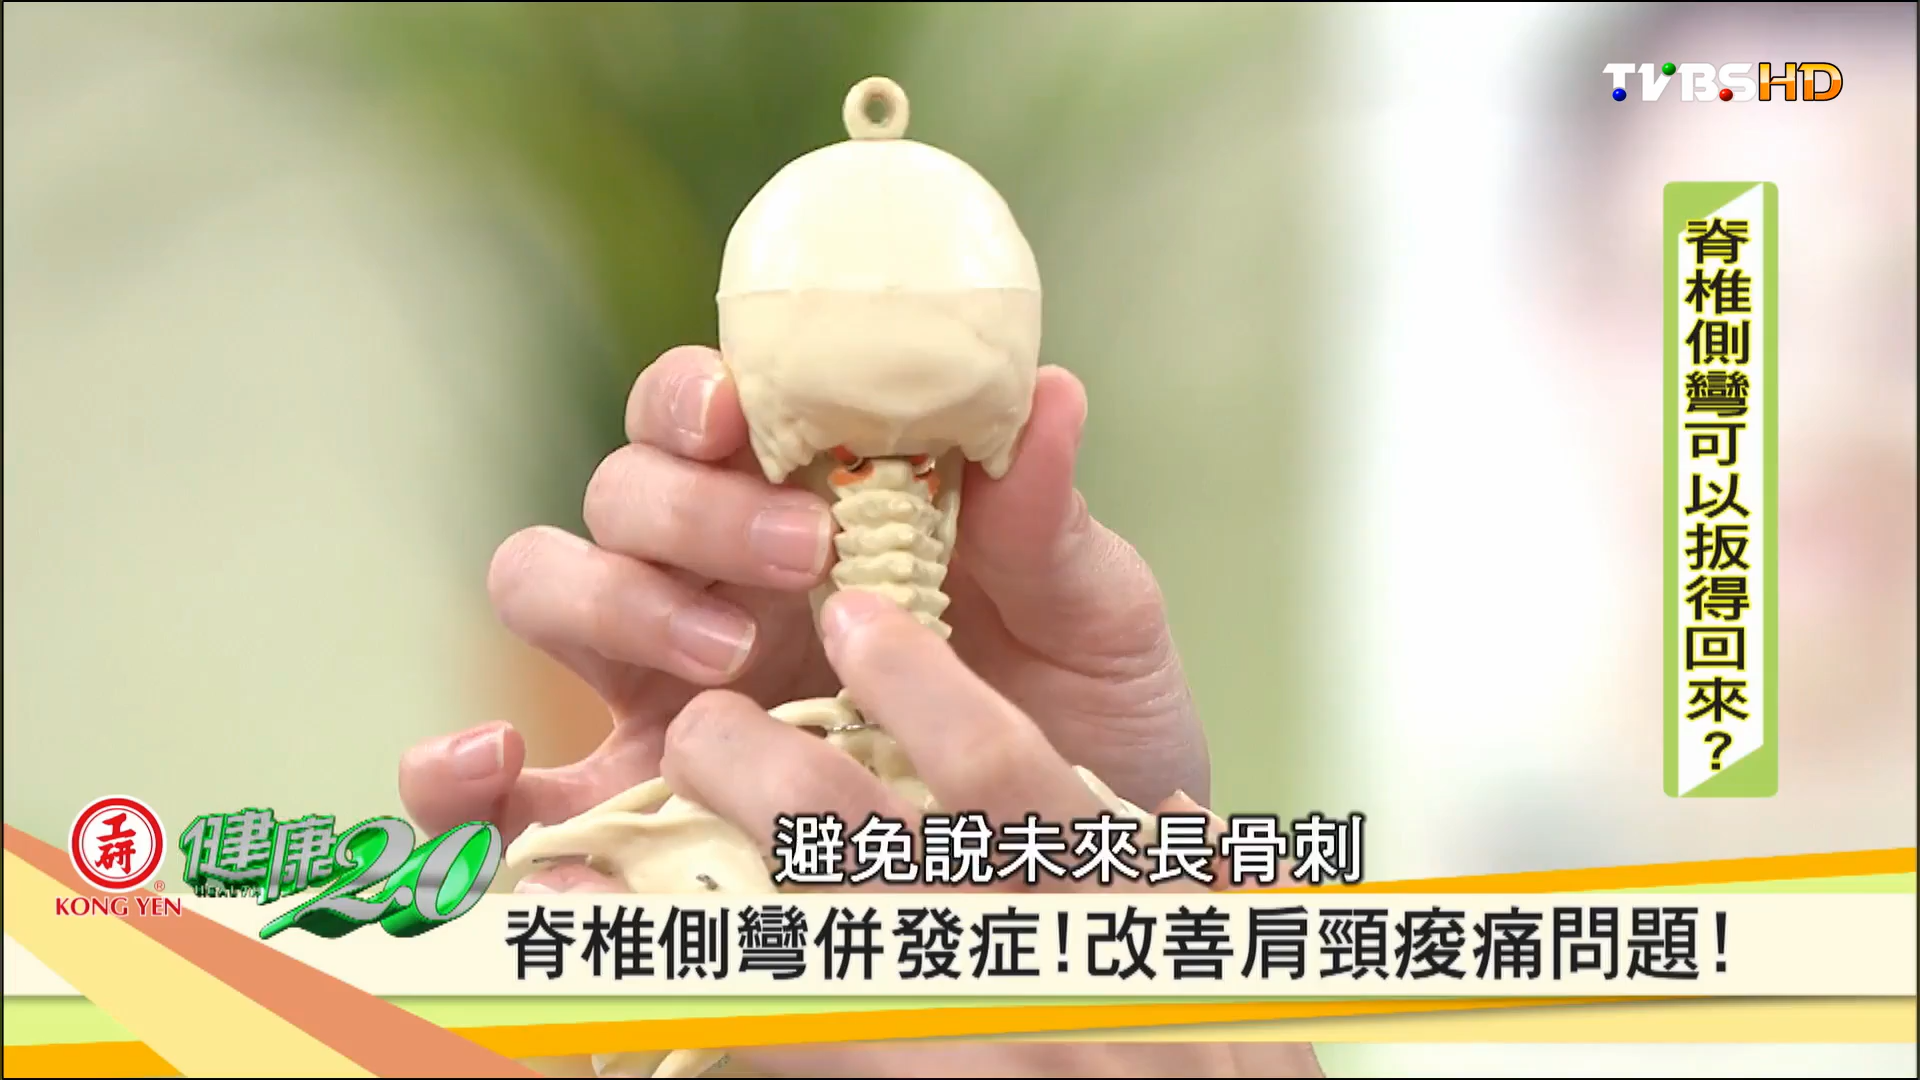 TVBSHD
脊椎側彎可以扳得回來?
避免說未來長骨刺
工研
®
KONG YEN
健康2.0
HEALTH
脊椎側彎併發症!改善肩頸痠痛問題!